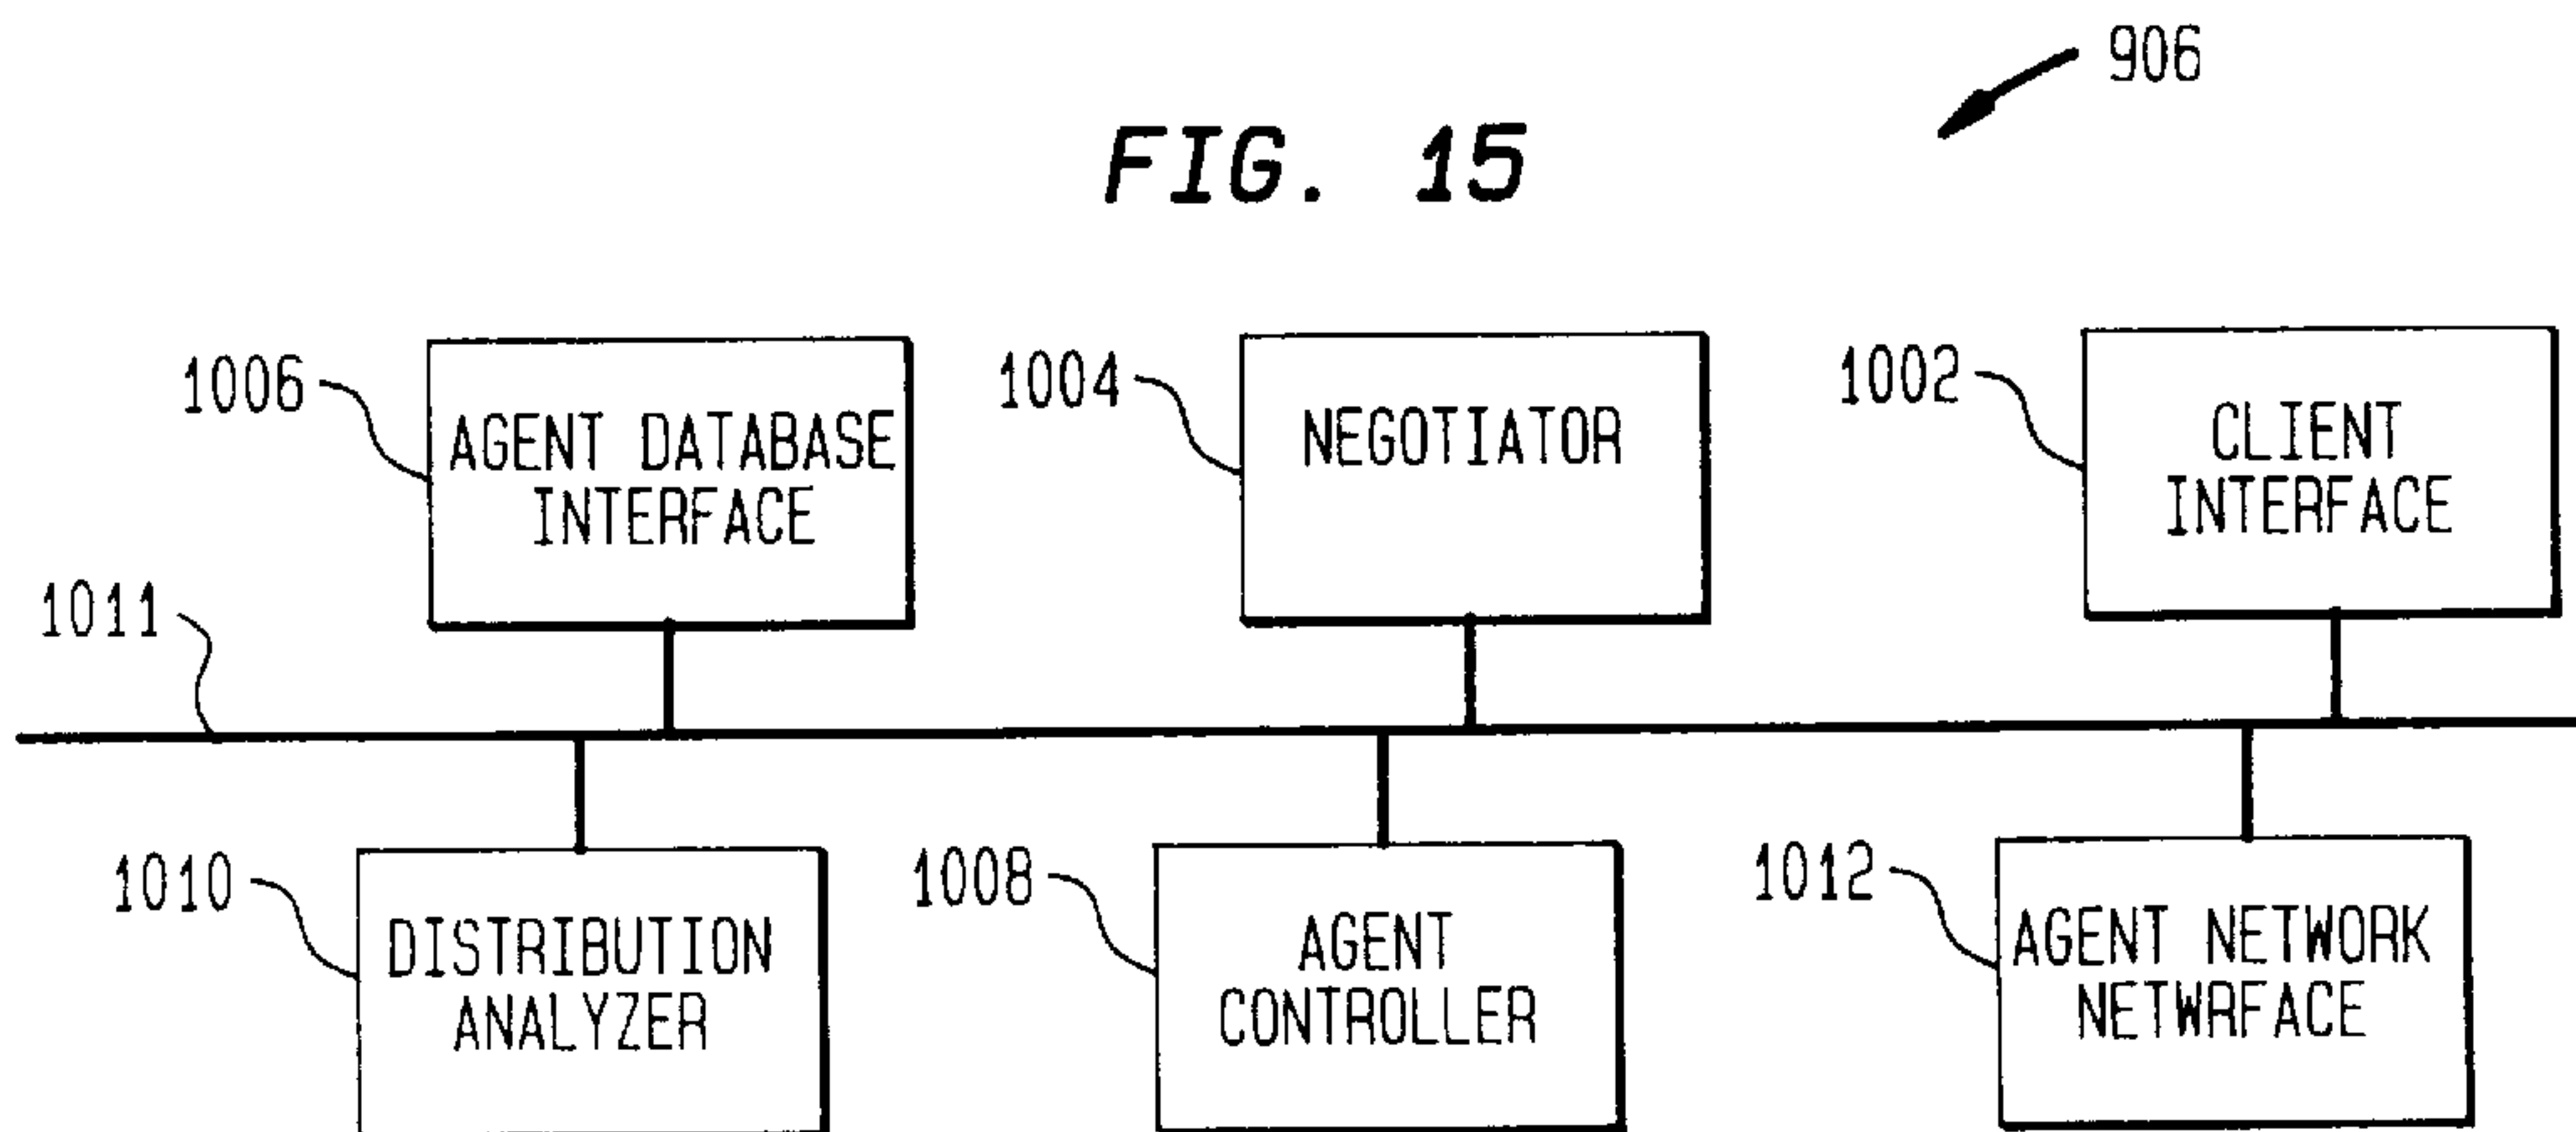 906
FIG. 15
1006
AGENT DATABASE
INTERFACE
1004
NEGOTIATOR
1002
CLIENT
INTERFACE
1011
1010
DISTRIBUTION
ANALYZER
1008
AGENT
CONTROLLER
1012
AGENT NETWORK
NETWRFACE